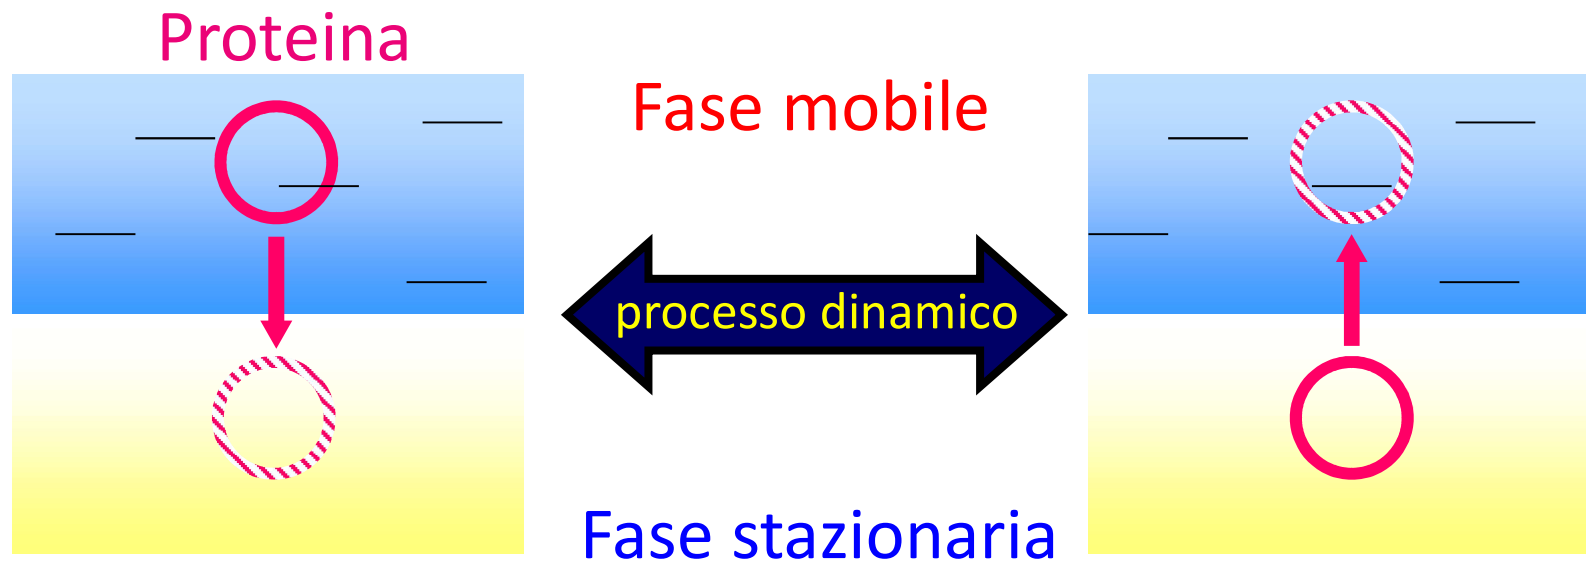 Proteina
Fase mobile
processo dinamico
Fase stazionaria